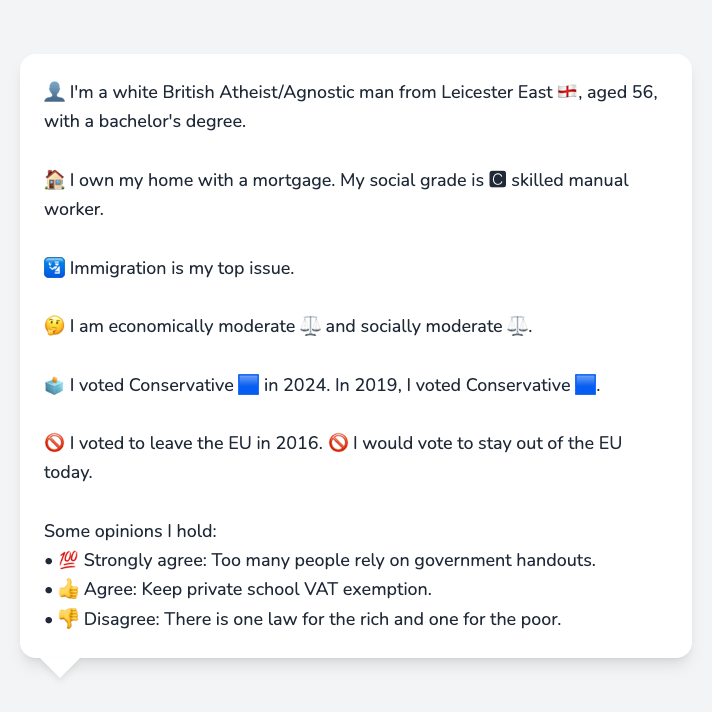 👤 I'm a white British Atheist/Agnostic man from Leicester East 🏴󠁧󠁢󠁥󠁮󠁧󠁿, aged 56,
with a bachelor's degree.
🏠 I own my home with a mortgage. My social grade is 🅲 skilled manual
worker.
🛂 Immigration is my top issue.
🤔 I am economically moderate ⚖️ and socially moderate ⚖️.
🗳️ I voted Conservative 🟦 in 2024. In 2019, I voted Conservative 🟦.
🚫 I voted to leave the EU in 2016. 🚫 I would vote to stay out of the EU
today.
Some opinions I hold:
• 💯 Strongly agree: Too many people rely on government handouts.
• 👍 Agree: Keep private school VAT exemption.
• 👎 Disagree: There is one law for the rich and one for the poor.